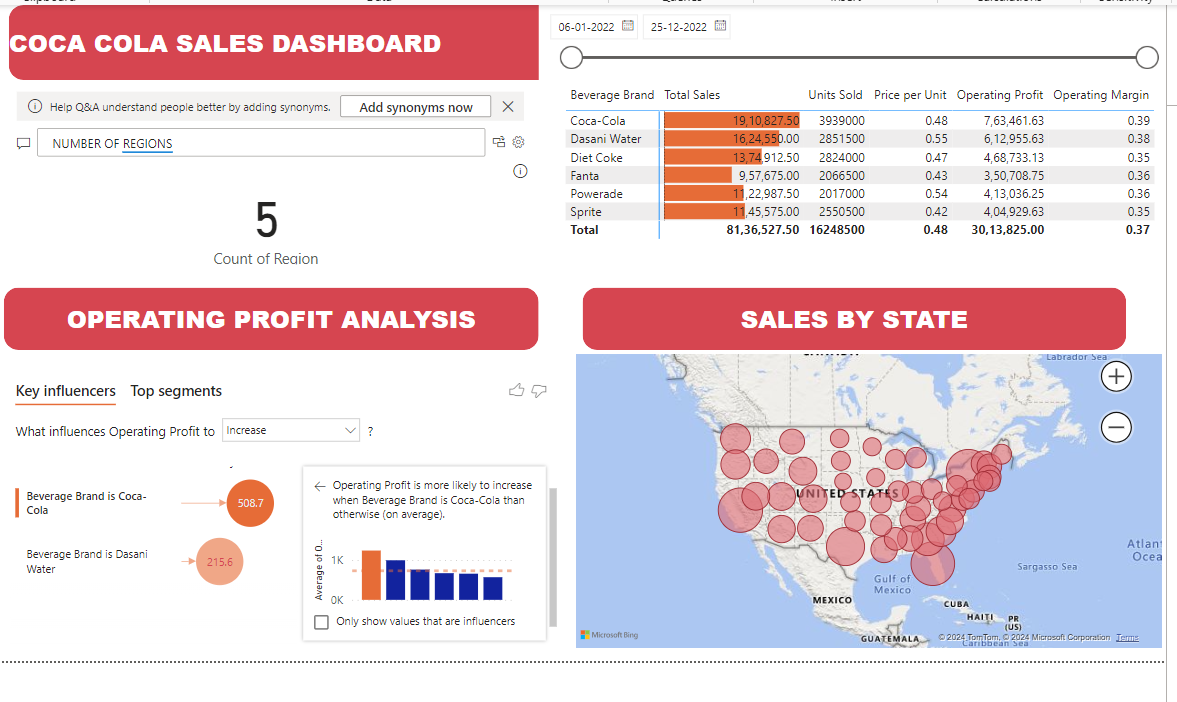 COCA COLA SALES DASHBOARD
Help Q&A understand people better by adding synonyms.
Add synonyms now
NUMBER OF REGIONS
5
Count of Region
06-01-2022
25-12-2022
Beverage Brand Total Sales Units Sold Price per Unit Operating Profit Operating Margin
Coca-Cola 19,10,827.50 3939000 0.48 7,63,461.63 0.39
Dasani Water 16,24,550.00 2851500 0.55 6,12,955.63 0.38
Diet Coke 13,74,912.50 2824000 0.47 4,68,733.13 0.35
Fanta 9,57,675.00 2066500 0.43 3,50,708.75 0.36
Powerade 11,22,987.50 2017000 0.54 4,13,036.25 0.36
Sprite 11,45,575.00 2550500 0.42 4,04,929.63 0.35
Total 81,36,527.50 16248500 0.48 30,13,825.00 0.37
OPERATING PROFIT ANALYSIS
Key influencers Top segments
What influences Operating Profit to Increase ?
Beverage Brand is Coca-
Cola
508.7
Beverage Brand is Dasani
Water
215.6
Operating Profit is more likely to increase
when Beverage Brand is Coca-Cola than
otherwise (on average).
Average of O...
1K
0K
Only show values that are influencers
SALES BY STATE
Labrador Sea
UNITED STATES
Atlant
Ocea
Sargasso Sea
Gulf of
Mexico
MEXICO
CUBA
HAITI
PR
(US)
GUATEMALA
Caribbean Sea
Microsoft Bing
© 2024 TomTom, © 2024 Microsoft Corporation Terms